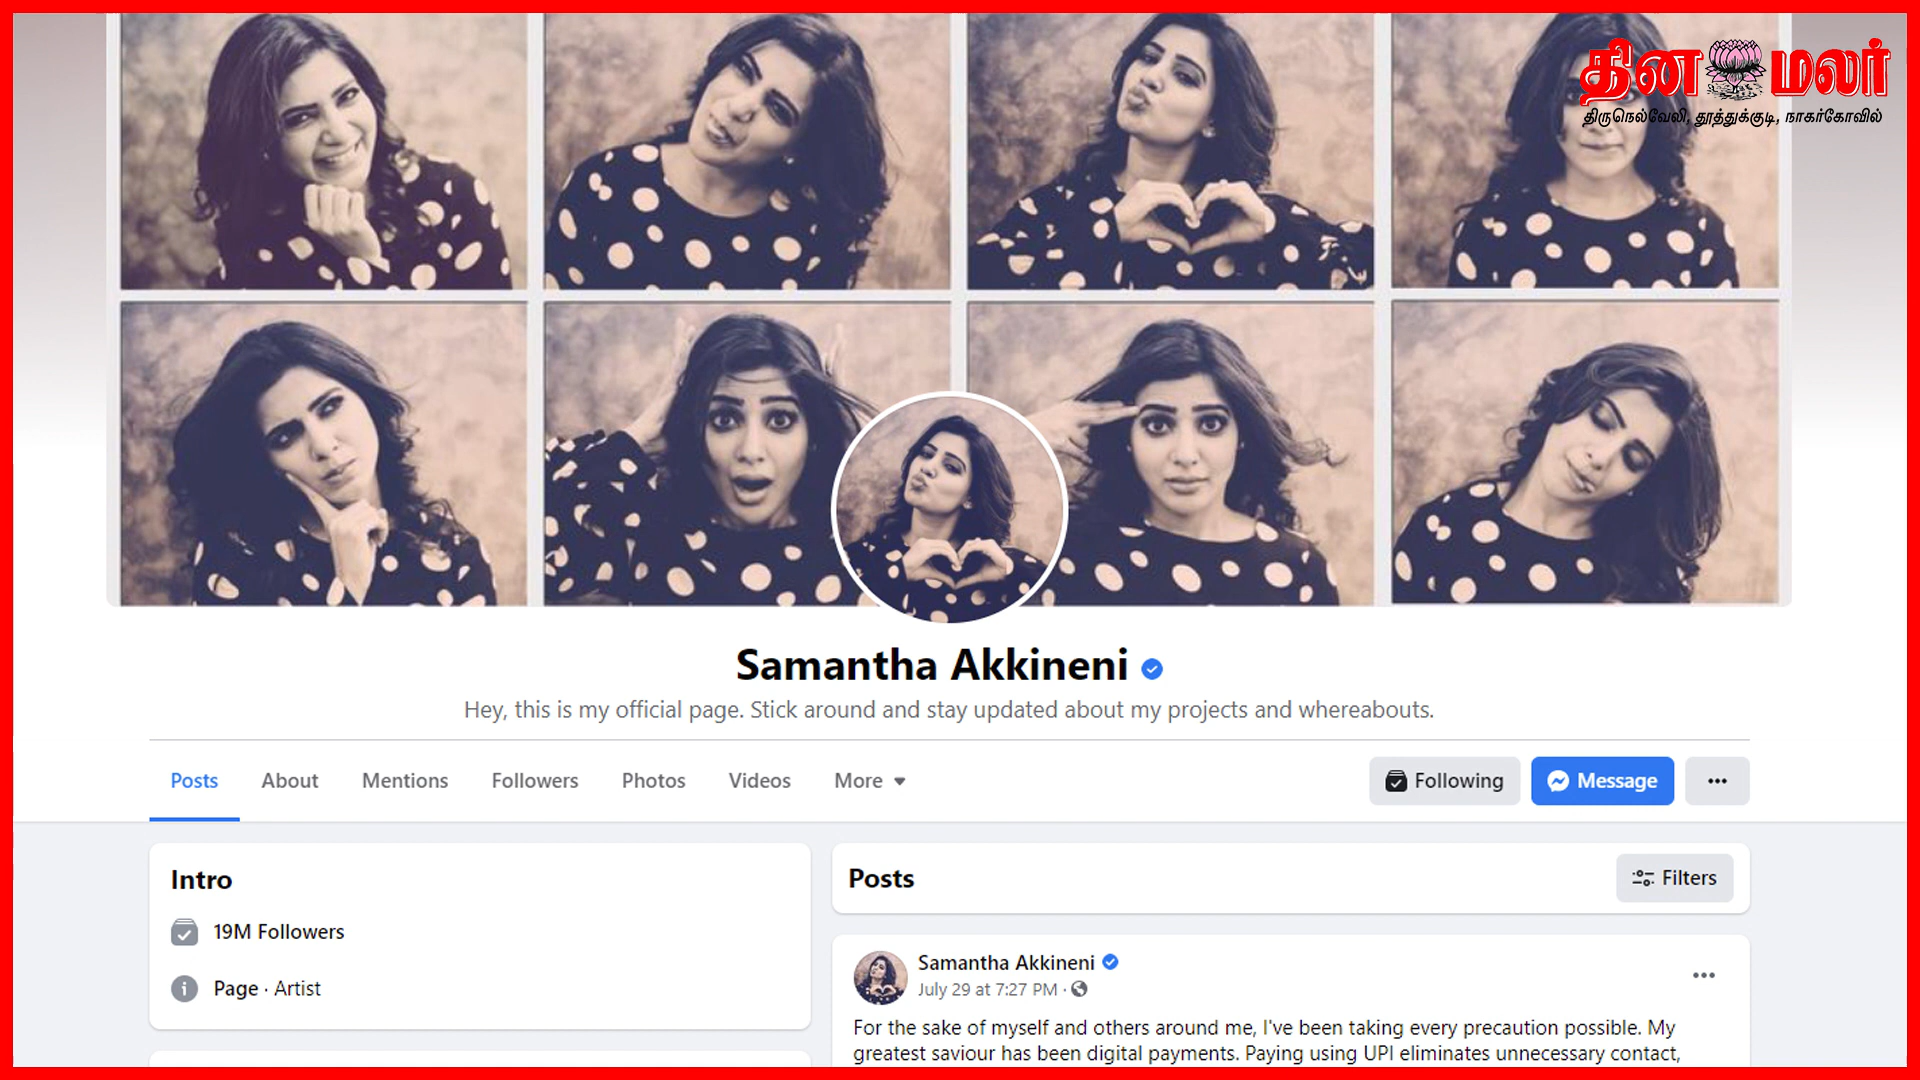 தினமலர்
திருநெல்வேலி, தூத்துக்குடி, நாகர்கோவில்
Samantha Akkineni
Hey, this is my official page. Stick around and stay updated about my projects and whereabouts.
Posts About Mentions Followers Photos Videos More Following Message ...
Intro
19M Followers
Page · Artist
Posts Filters
Samantha Akkineni
July 29 at 7:27 PM ·
For the sake of myself and others around me, I've been taking every precaution possible. My
greatest saviour has been digital payments. Paying using UPI eliminates unnecessary contact,